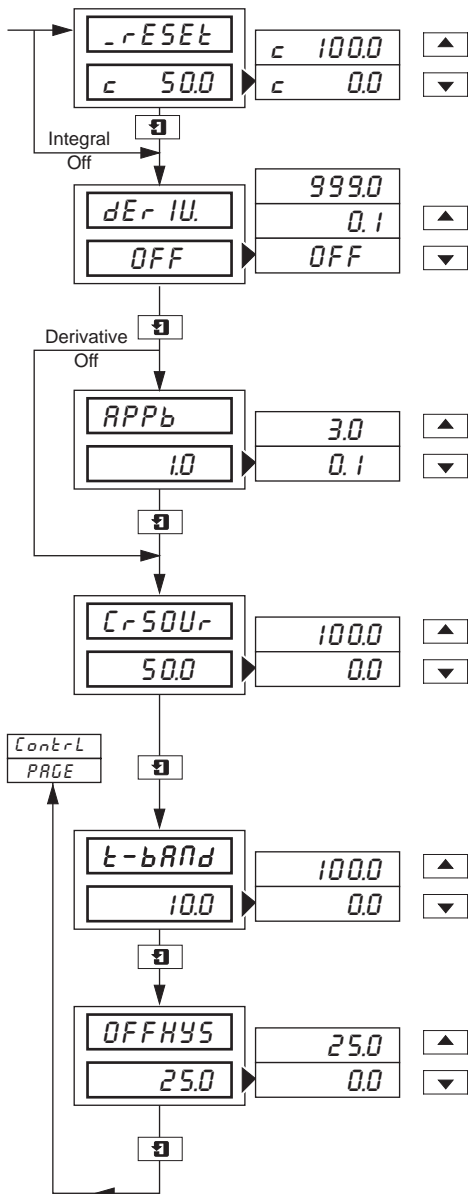 _rESEt
c 50.0
c 100.0
c 0.0
Integral
Off
dEr IU.
OFF
999.0
0.1
OFF
Derivative
Off
APPb
1.0
3.0
0.1
CrSOUr
50.0
100.0
0.0
ContrL
PAGE
t-bANd
10.0
100.0
0.0
OFFHYS
25.0
25.0
0.0